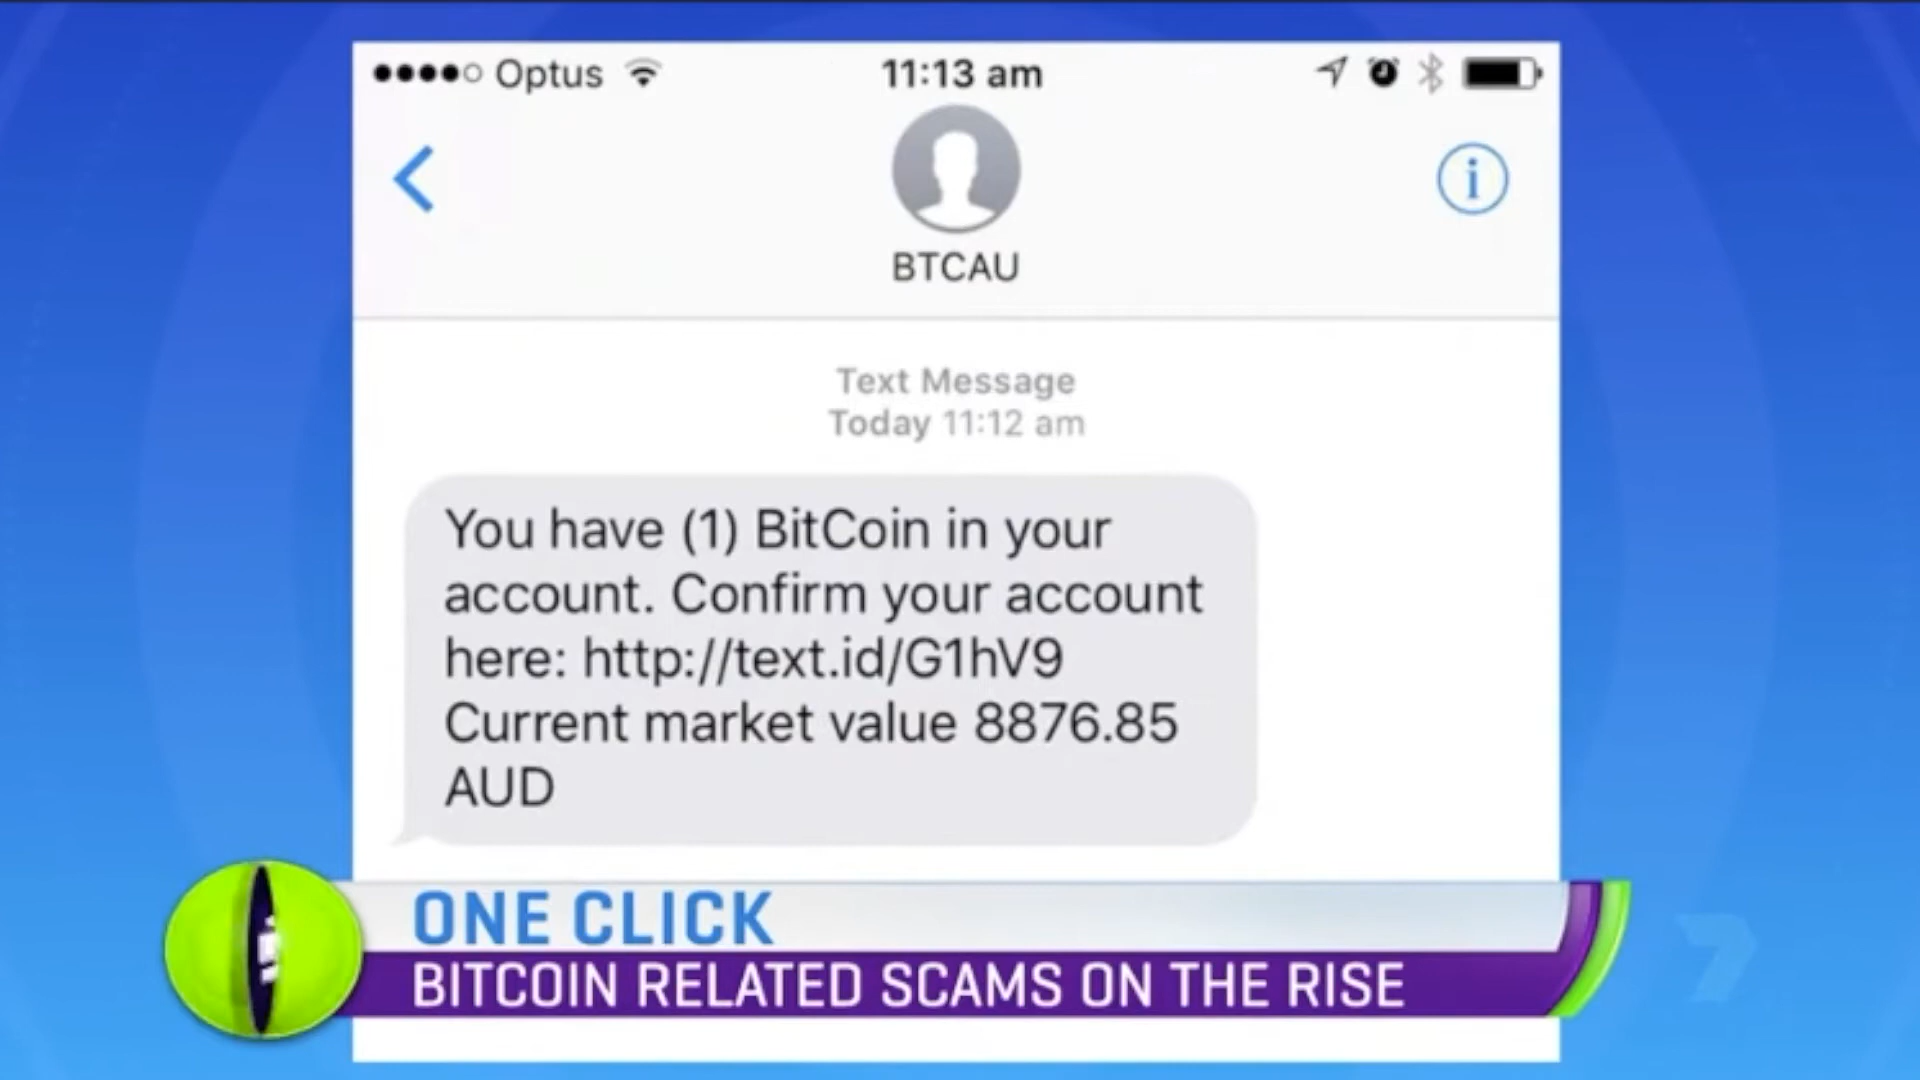 Optus
11:13 am
BTCAU
Text Message
Today 11:12 am
You have (1) BitCoin in your
account. Confirm your account
here: http://text.id/G1hV9
Current market value 8876.85
AUD
ONE CLICK
BITCOIN RELATED SCAMS ON THE RISE
7